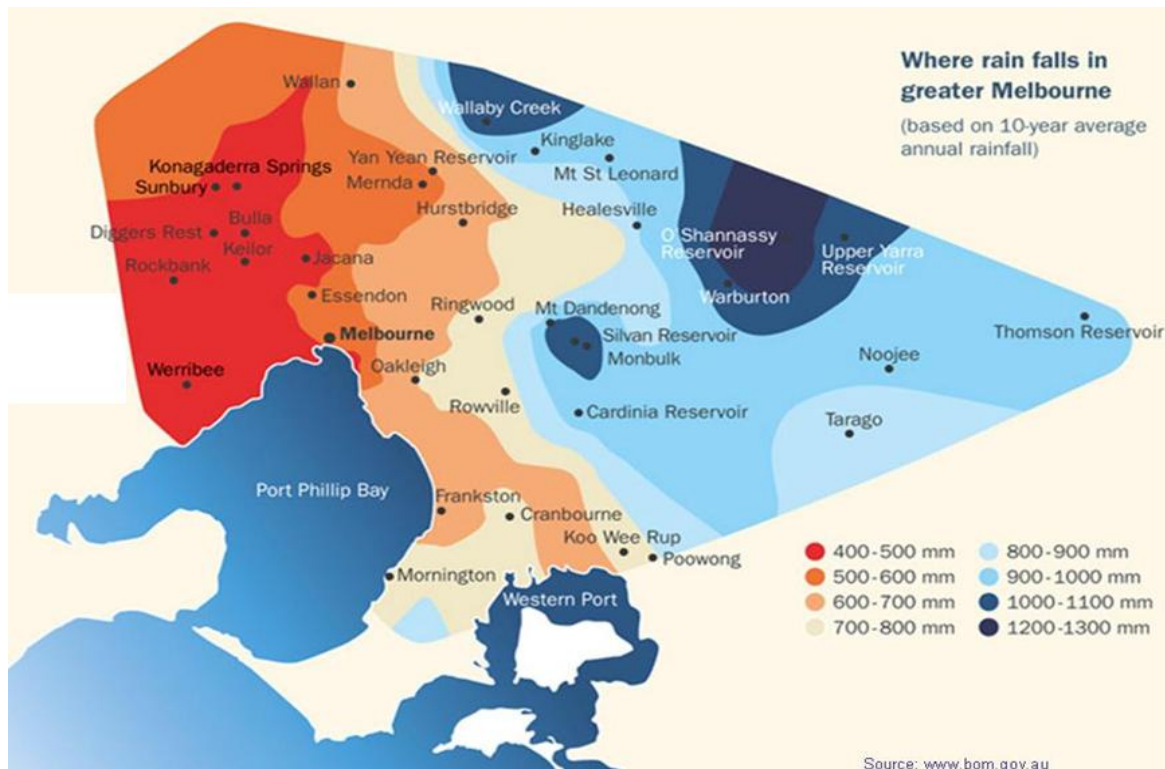 Where rain falls in
greater Melbourne
(based on 10-year average
annual rainfall)
Wallan
Wallaby Creek
Kinglake
Yan Yean Reservoir
Mt St Leonard
Konagaderra Springs
Sunbury
Mernda
Hurstbridge
Healesville
Diggers Rest
Bulla
Keilor
Jacana
Rockbank
O'Shannassy
Reservoir
Upper Yarra
Reservoir
Essendon
Ringwood
Warburton
Mt Dandenong
Melbourne
Silvan Reservoir
Monbulk
Thomson Reservoir
Noojee
Werribee
Oakleigh
Rowville
Cardinia Reservoir
Tarago
Port Phillip Bay
Frankston
Cranbourne
Koo Wee Rup
Poowong
Mornington
Western Port
400-500 mm
500-600 mm
600-700 mm
700-800 mm
800-900 mm
900-1000 mm
1000-1100 mm
1200-1300 mm
Source: www.bom.gov.au